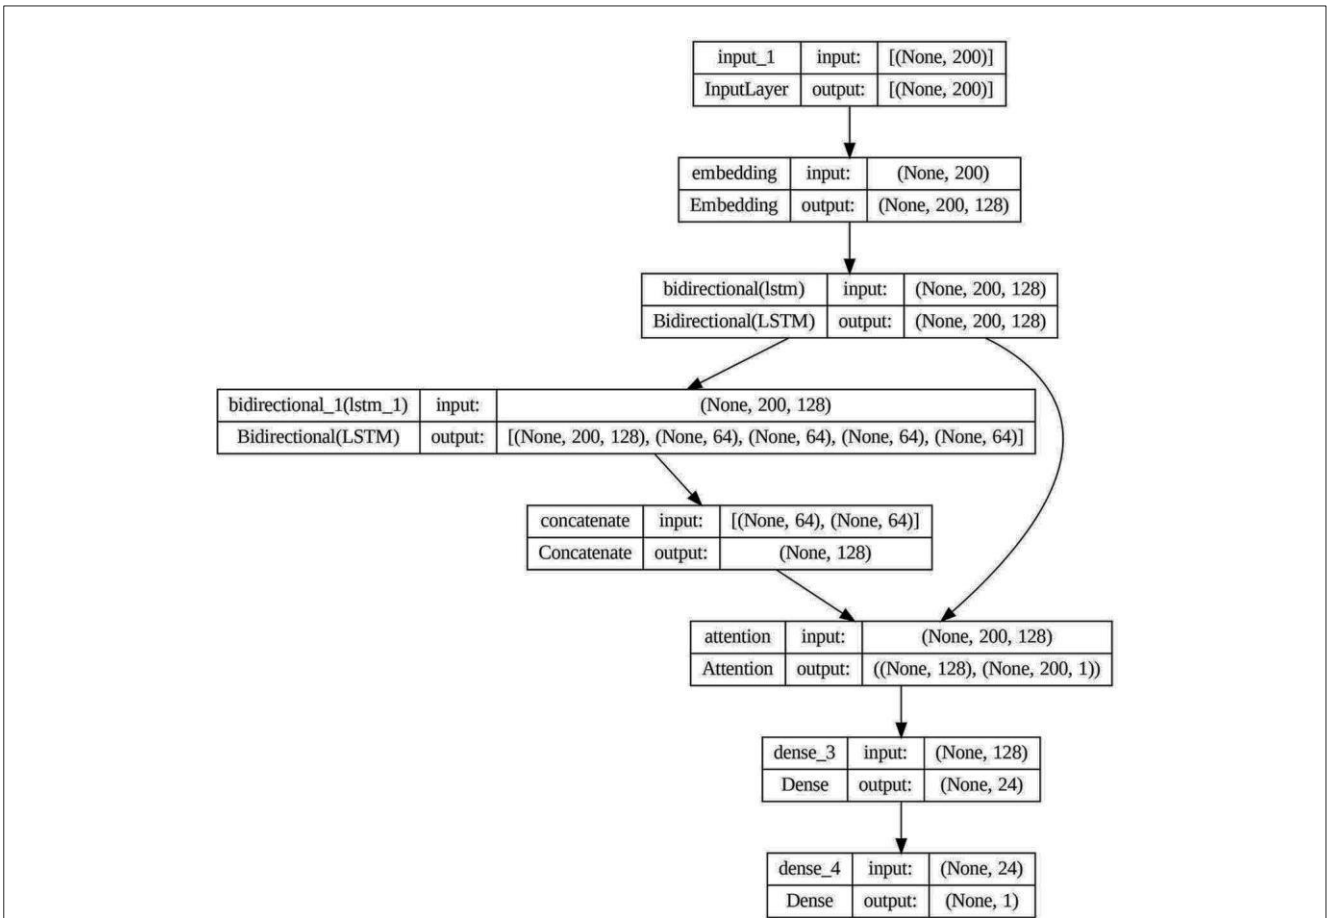 input_1 input: [(None, 200)]
InputLayer output: [(None, 200)]
embedding input: (None, 200)
Embedding output: (None, 200, 128)
bidirectional(lstm) input: (None, 200, 128)
Bidirectional(LSTM) output: (None, 200, 128)
bidirectional_1(lstm_1) input: (None, 200, 128)
Bidirectional(LSTM) output: [(None, 200, 128), (None, 64), (None, 64), (None, 64), (None, 64)]
concatenate input: [(None, 64), (None, 64)]
Concatenate output: (None, 128)
attention input: (None, 200, 128)
Attention output: ((None, 128), (None, 200, 1))
dense_3 input: (None, 128)
Dense output: (None, 24)
dense_4 input: (None, 24)
Dense output: (None, 1)